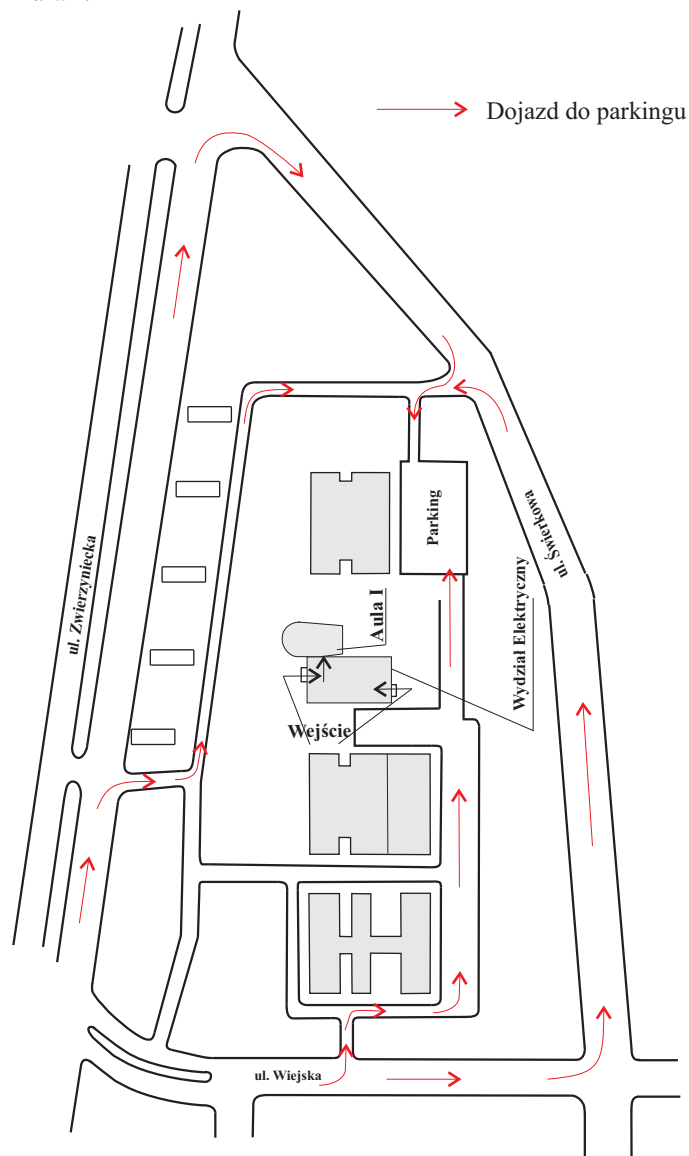 Dojazd do parkingu
ul. Zwierzyniecka
Parking
ul. Świerkowa
Aula I
Wydział Elektryczny
Wejście
ul. Wiejska